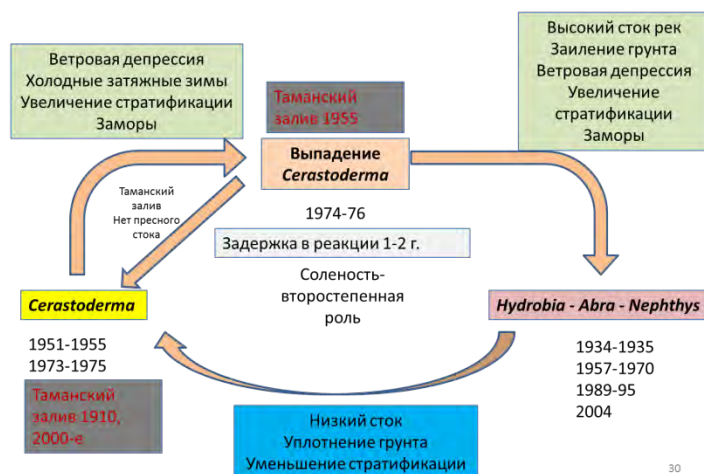 Ветровая депрессия
Холодные затяжные зимы
Увеличение стратификации
Заморы
Высокий сток рек
Заиление грунта
Ветровая депрессия
Увеличение
стратификации
Заморы
Таманский
залив 1955
Выпадение
Cerastoderma
Таманский
залив
Нет пресного
стока
1974-76
Задержка в реакции 1-2 г.
Соленость-
второстепенная
роль
Cerastoderma
1951-1955
1973-1975
Таманский
залив 1910,
2000-е
Hydrobia - Abra - Nephthys
1934-1935
1957-1970
1989-95
2004
Низкий сток
Уплотнение грунта
Уменьшение стратификации
30